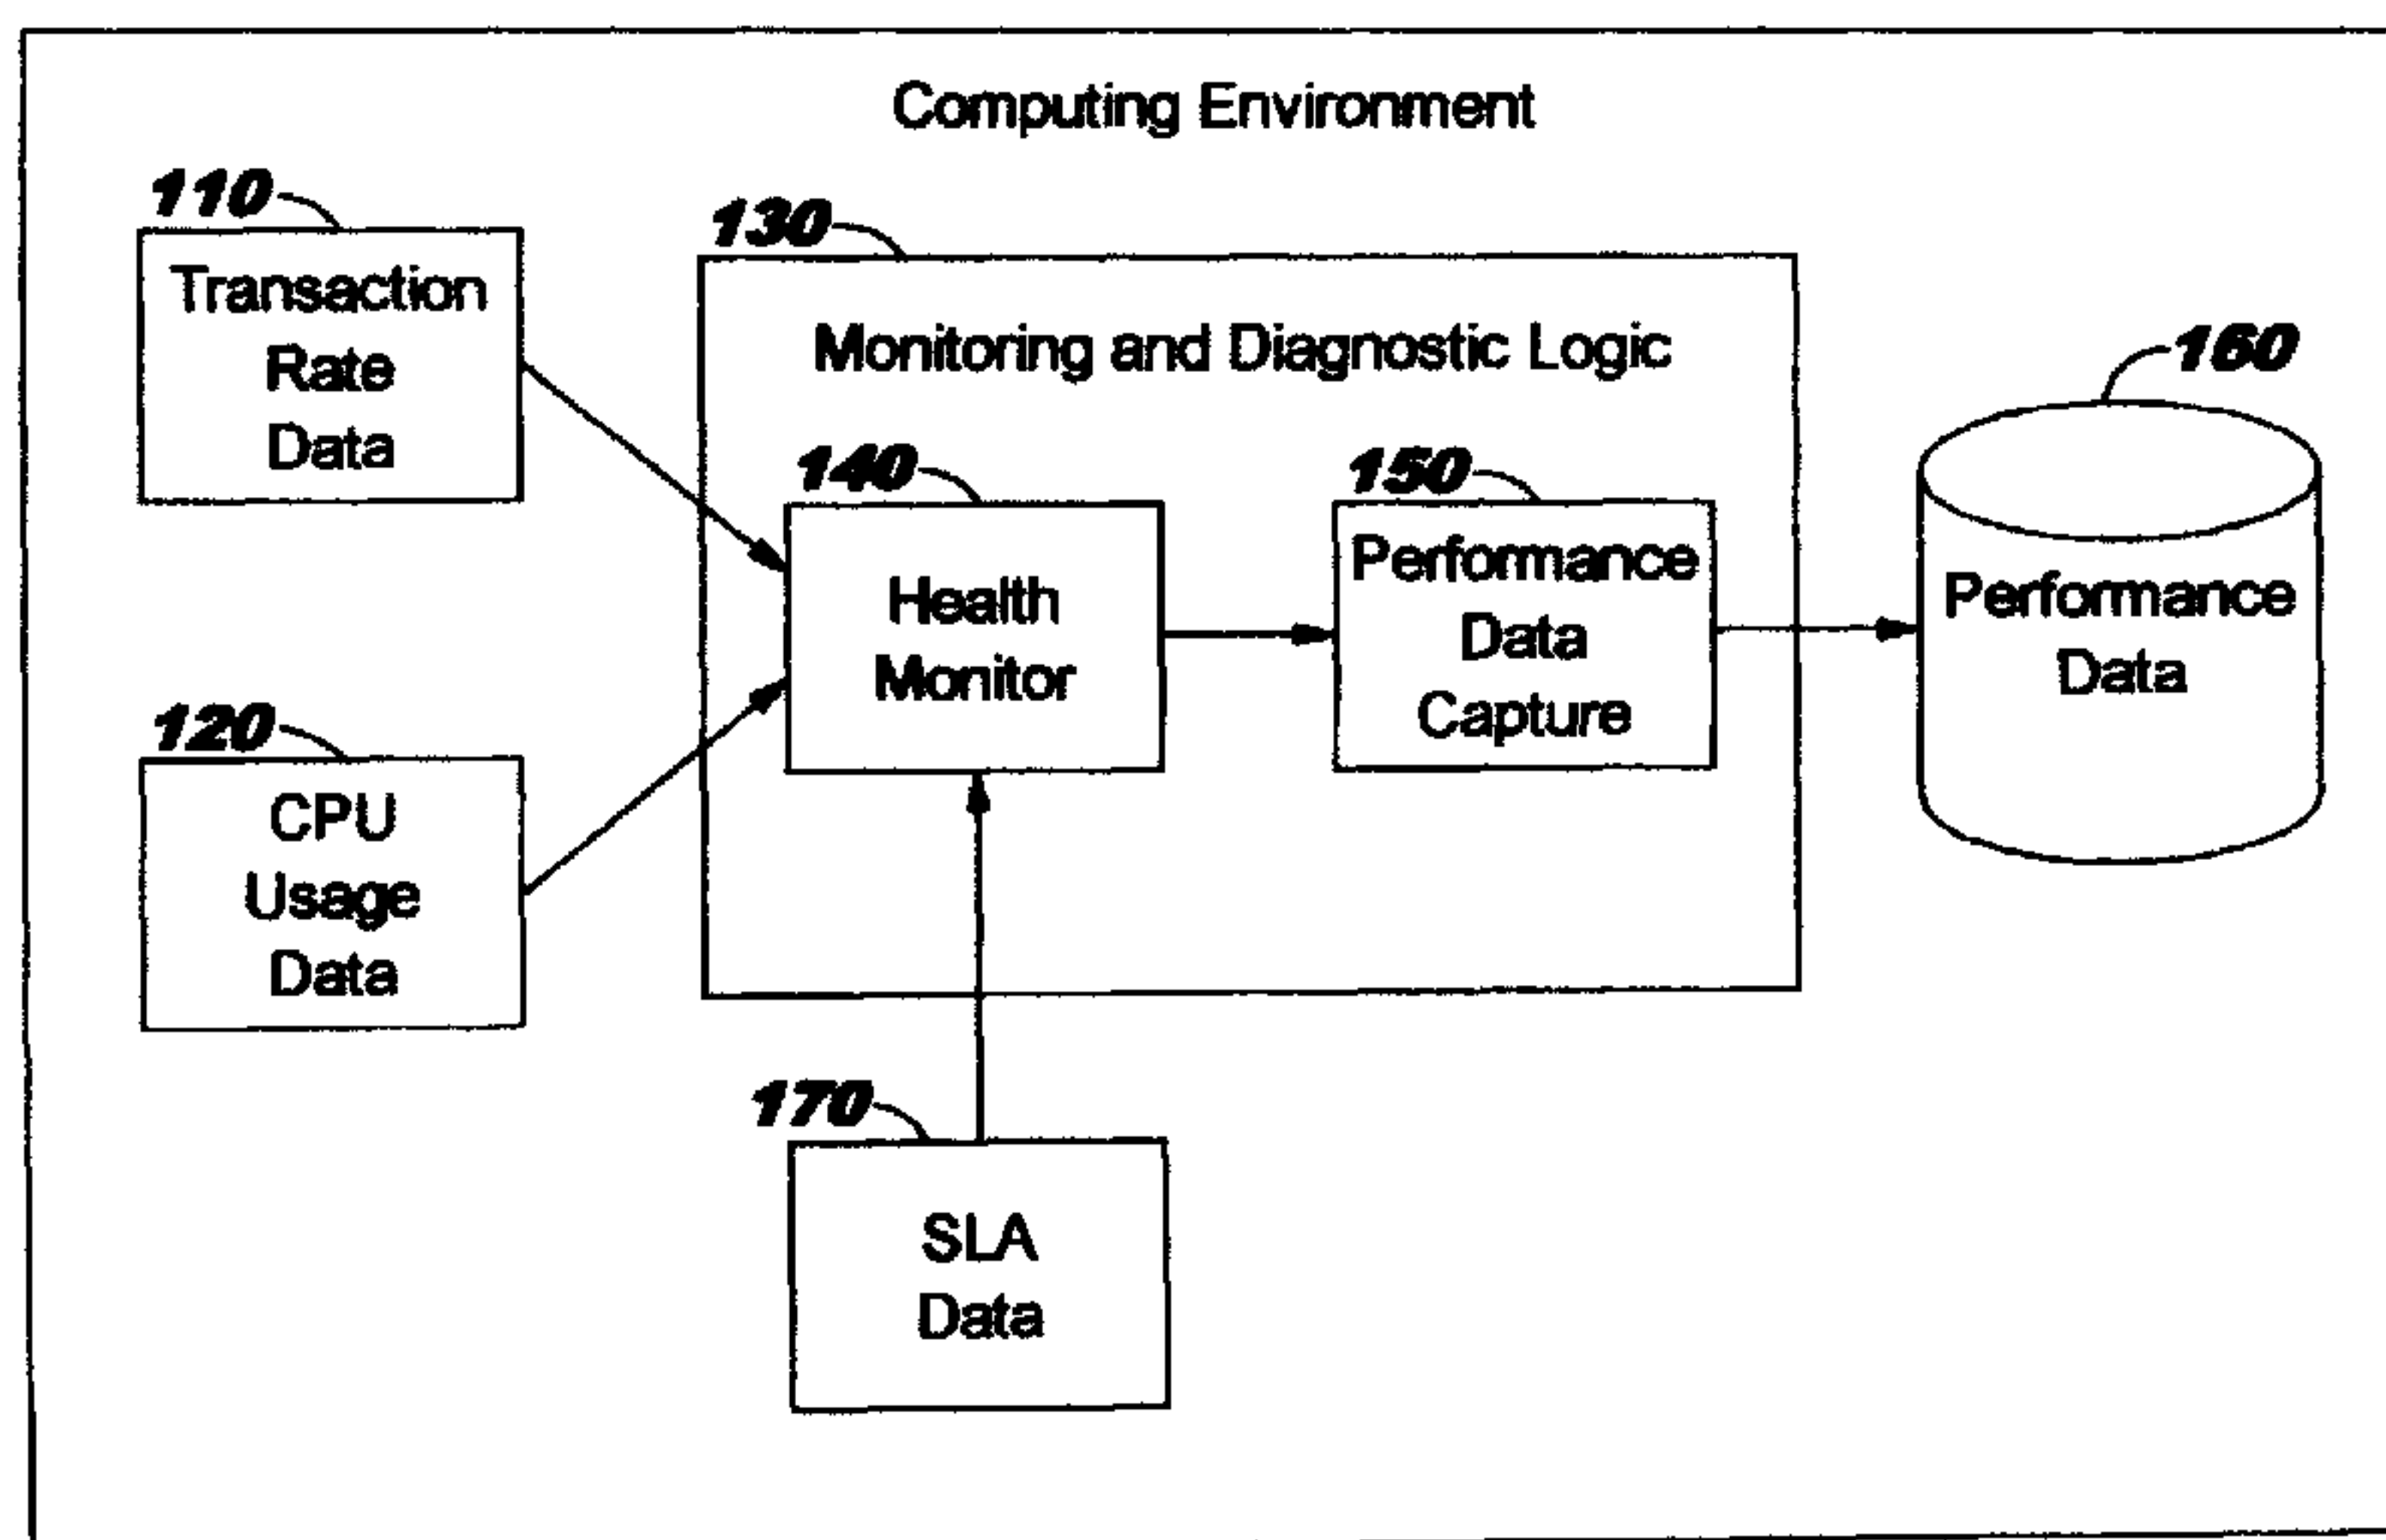 Computing Environment
110
Transaction
Rate
Data
130
Monitoring and Diagnostic Logic
160
140
Health
Monitor
150
Performance
Data
Capture
Performance
Data
120
CPU
Usage
Data
170
SLA
Data